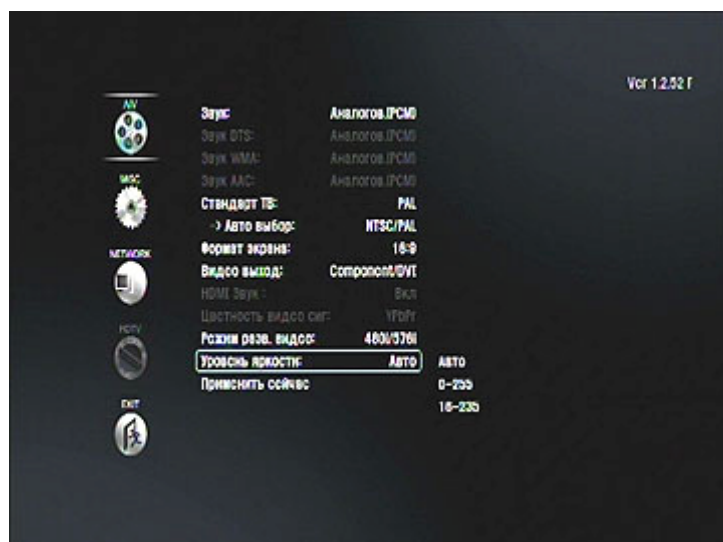 Ver 1.2.52 F
A/V
Звук: Аналогов.(PCM)
Звук DTS: Аналогов.(PCM)
Звук WMA: Аналогов.(PCM)
Звук AAC: Аналогов.(PCM)
MISC
Стандарт ТВ: PAL
-> Авто выбор: NTSC/PAL
Формат экрана: 16:9
NETWORK
Видео выход: Component/DVI
HDMI Звук : Вкл
Цветность видео сиг: YPbPr
HDTV
Режим разв. видео: 480i/576i
Уровень яркости: Авто
Авто
0-255
16-235
Применить сейчас
EXIT